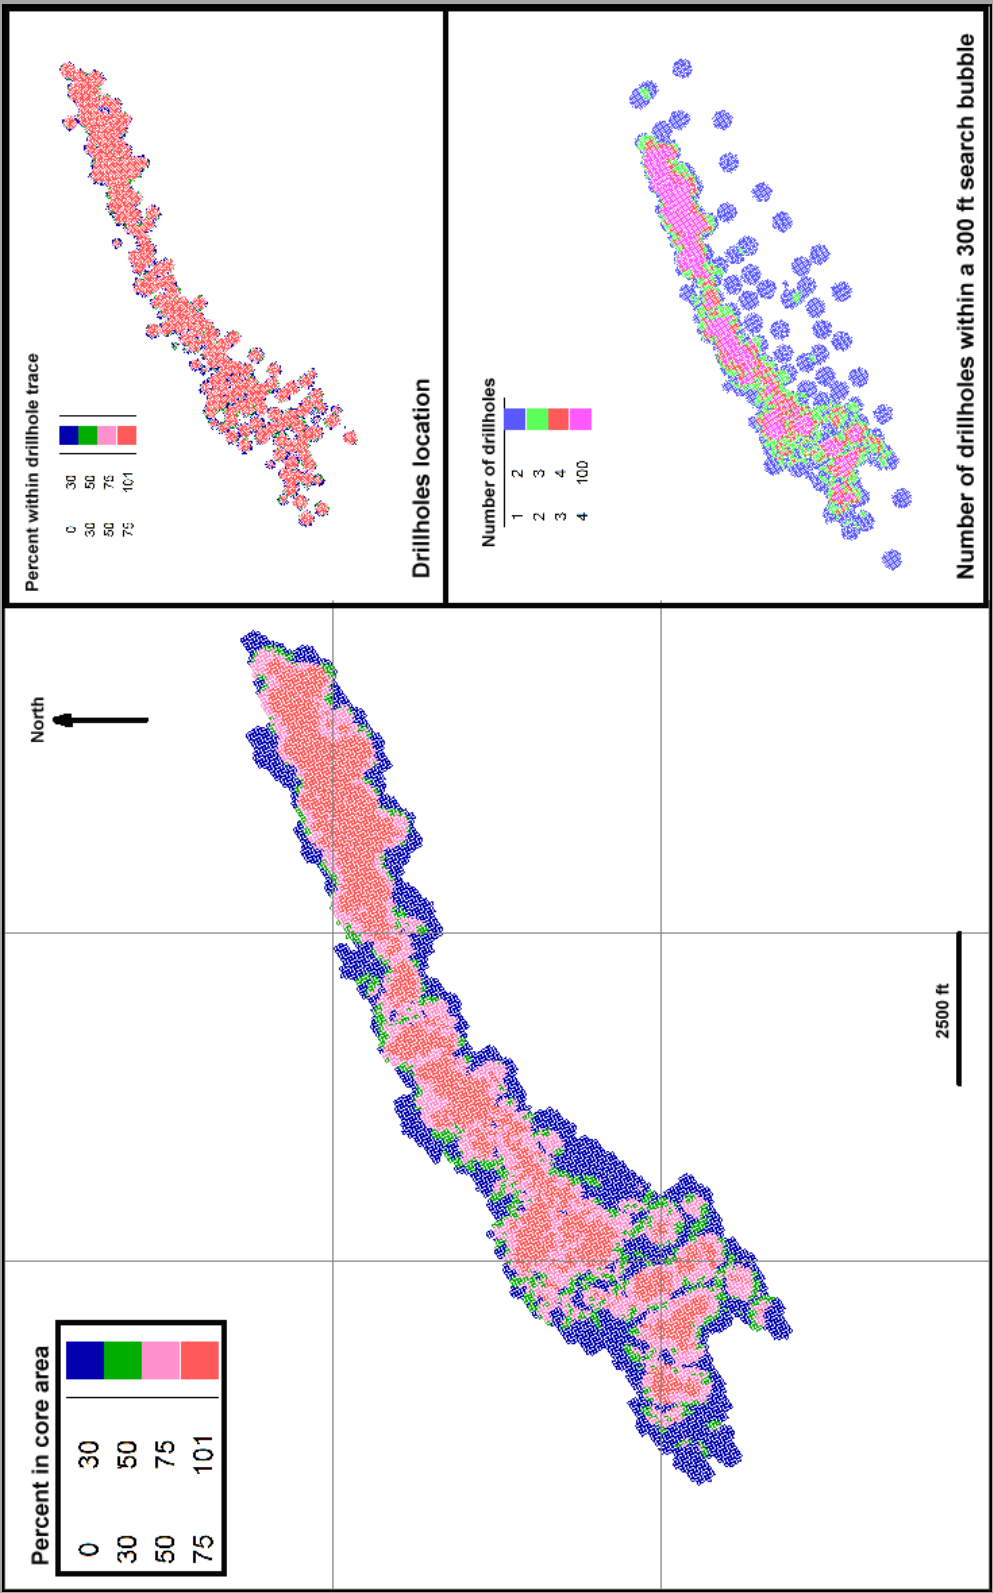 Percent in core area
0 30
30 50
50 75
75 101
North
2500 ft
Percent within drillhole trace
0 30
30 50
50 75
75 101
Drillholes location
Number of drillholes
1 2
2 3
3 4
4 100
Number of drillholes within a 300 ft search bubble